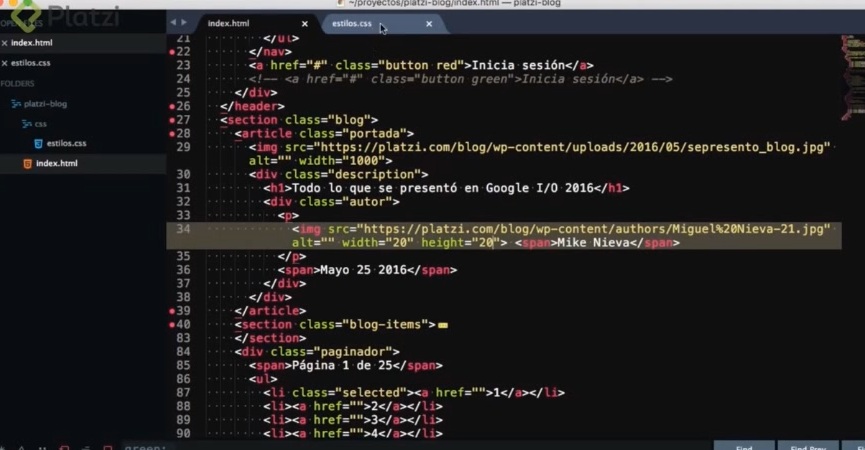 ~/proyectos/platzi-blog/index.html — platzi-blog
Platzi
index.html ×
estilos.css ×
× index.html
× estilos.css
FOLDERS
platzi-blog
css
estilos.css
index.html
21 </ul>
22 </nav>
23 <a href="#" class="button red">Inicia sesión</a>
24 <!-- <a href="#" class="button green">Inicia sesión</a> -->
25 </div>
26 </header>
27 <section class="blog">
28 <article class="portada">
29 <img src="https://platzi.com/blog/wp-content/uploads/2016/05/sepresento_blog.jpg"
alt="" width="1000">
30 <div class="description">
31 <h1>Todo lo que se presentó en Google I/O 2016</h1>
32 <div class="autor">
33 <p>
34 <img src="https://platzi.com/blog/wp-content/authors/Miguel%20Nieva-21.jpg"
alt="" width="20" height="20"> <span>Mike Nieva</span>
35 </p>
36 <span>Mayo 25 2016</span>
37 </div>
38 </div>
39 </article>
40 <section class="blog-items">
83 </section>
84 <div class="paginador">
85 <span>Página 1 de 25</span>
86 <ul>
87 <li class="selected"><a href="">1</a></li>
88 <li><a href="">2</a></li>
89 <li><a href="">3</a></li>
90 <li><a href="">4</a></li>
Find
Find Prev